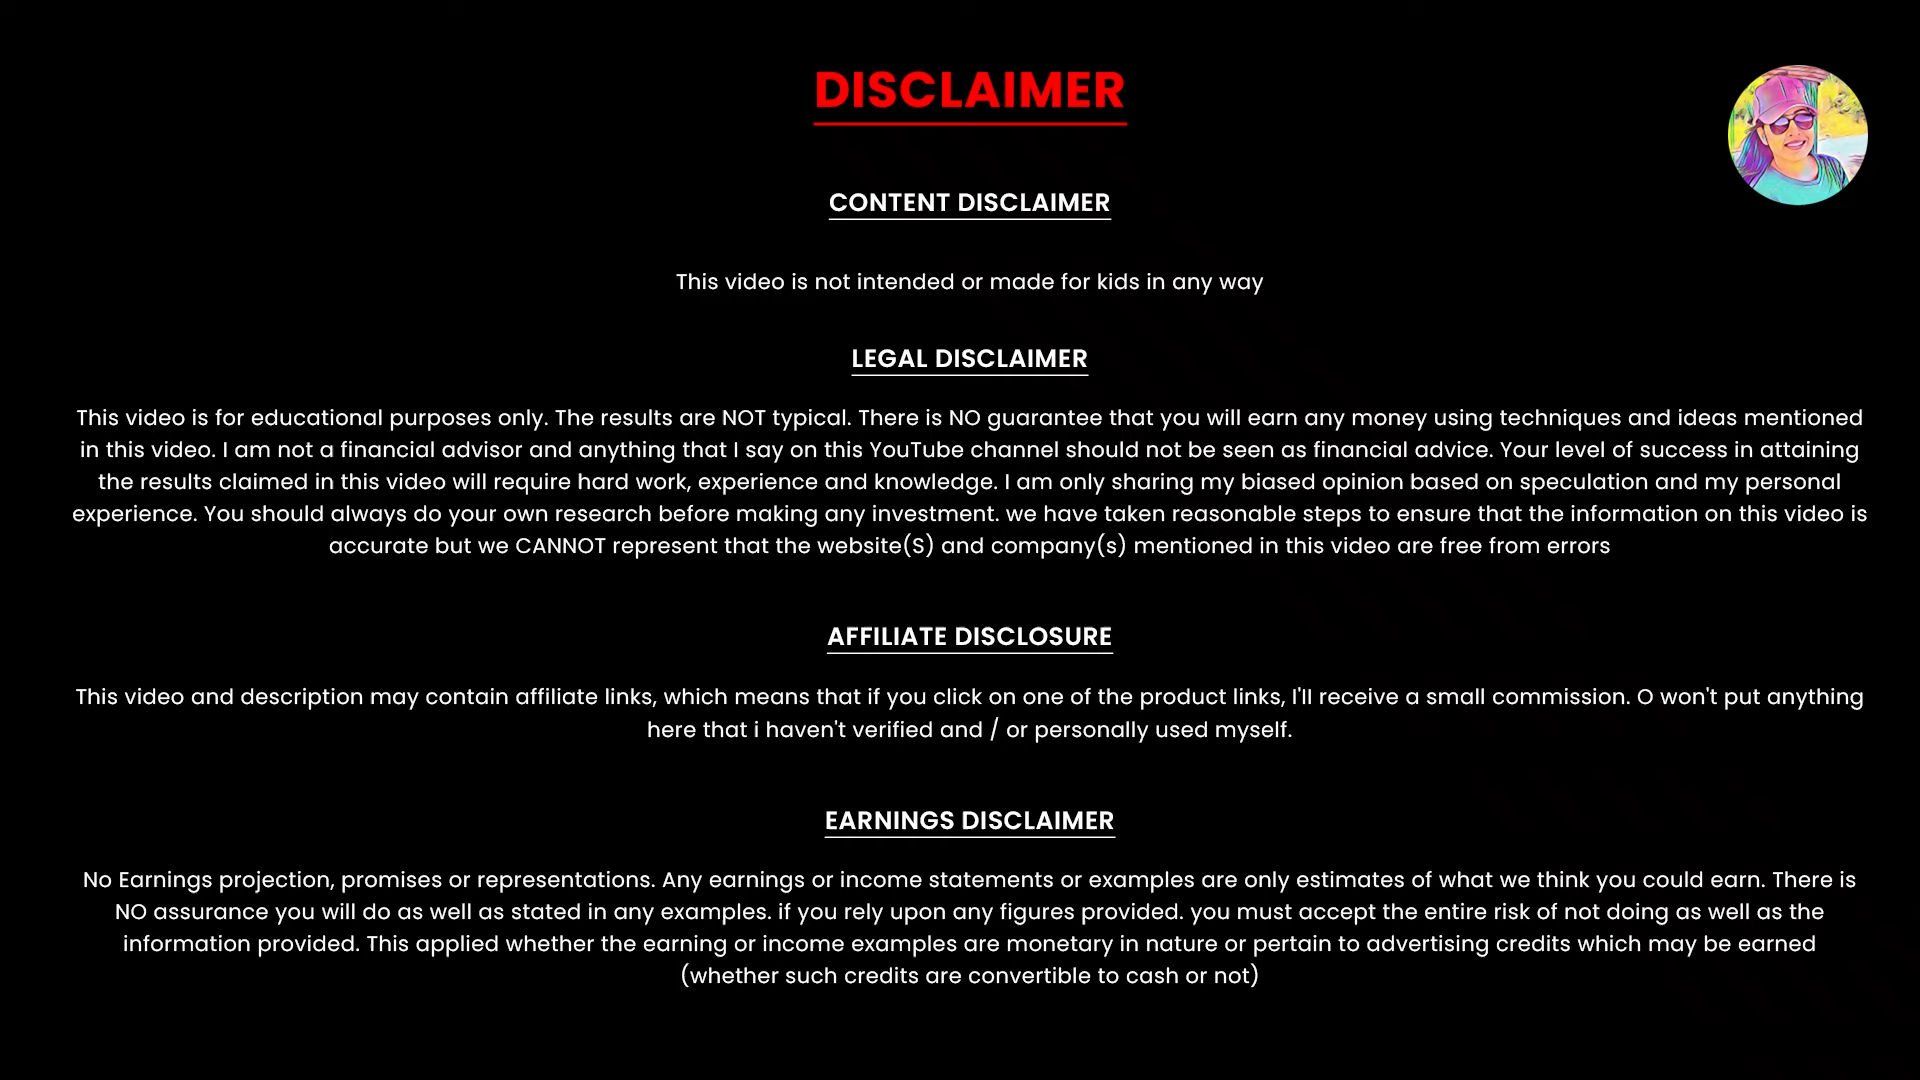 DISCLAIMER
CONTENT DISCLAIMER
This video is not intended or made for kids in any way
LEGAL DISCLAIMER
This video is for educational purposes only. The results are NOT typical. There is NO guarantee that you will earn any money using techniques and ideas mentioned
in this video. I am not a financial advisor and anything that I say on this YouTube channel should not be seen as financial advice. Your level of success in attaining
the results claimed in this video will require hard work, experience and knowledge. I am only sharing my biased opinion based on speculation and my personal
experience. You should always do your own research before making any investment. we have taken reasonable steps to ensure that the information on this video is
accurate but we CANNOT represent that the website(S) and company(s) mentioned in this video are free from errors
AFFILIATE DISCLOSURE
This video and description may contain affiliate links, which means that if you click on one of the product links, I'II receive a small commission. O won't put anything
here that i haven't verified and / or personally used myself.
EARNINGS DISCLAIMER
No Earnings projection, promises or representations. Any earnings or income statements or examples are only estimates of what we think you could earn. There is
NO assurance you will do as well as stated in any examples. if you rely upon any figures provided. you must accept the entire risk of not doing as well as the
information provided. This applied whether the earning or income examples are monetary in nature or pertain to advertising credits which may be earned
(whether such credits are convertible to cash or not)